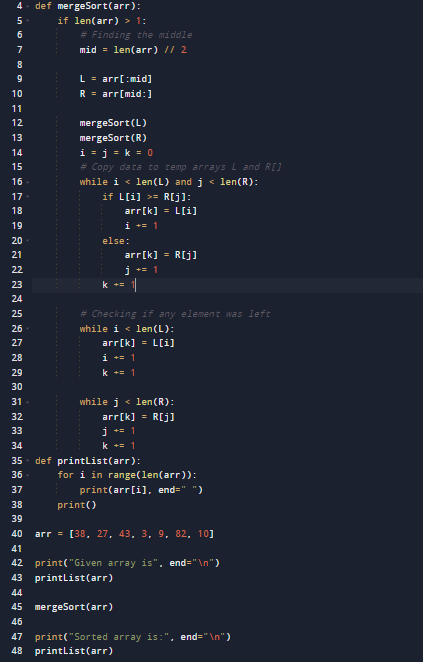 4 def mergeSort(arr):
5     if len(arr) > 1:
6         # Finding the middle
7         mid = len(arr) // 2
8
9         L = arr[:mid]
10         R = arr[mid:]
11
12         mergeSort(L)
13         mergeSort(R)
14         i = j = k = 0
15         # Copy data to temp arrays L and R[]
16         while i < len(L) and j < len(R):
17             if L[i] >= R[j]:
18                 arr[k] = L[i]
19                 i += 1
20             else:
21                 arr[k] = R[j]
22                 j += 1
23             k += 1
24
25         # Checking if any element was left
26         while i < len(L):
27             arr[k] = L[i]
28             i += 1
29             k += 1
30
31         while j < len(R):
32             arr[k] = R[j]
33             j += 1
34             k += 1
35 def printList(arr):
36     for i in range(len(arr)):
37         print(arr[i], end=" ")
38     print()
39
40 arr = [38, 27, 43, 3, 9, 82, 10]
41
42 print("Given array is", end="\n")
43 printList(arr)
44
45 mergeSort(arr)
46
47 print("Sorted array is:", end="\n")
48 printList(arr)